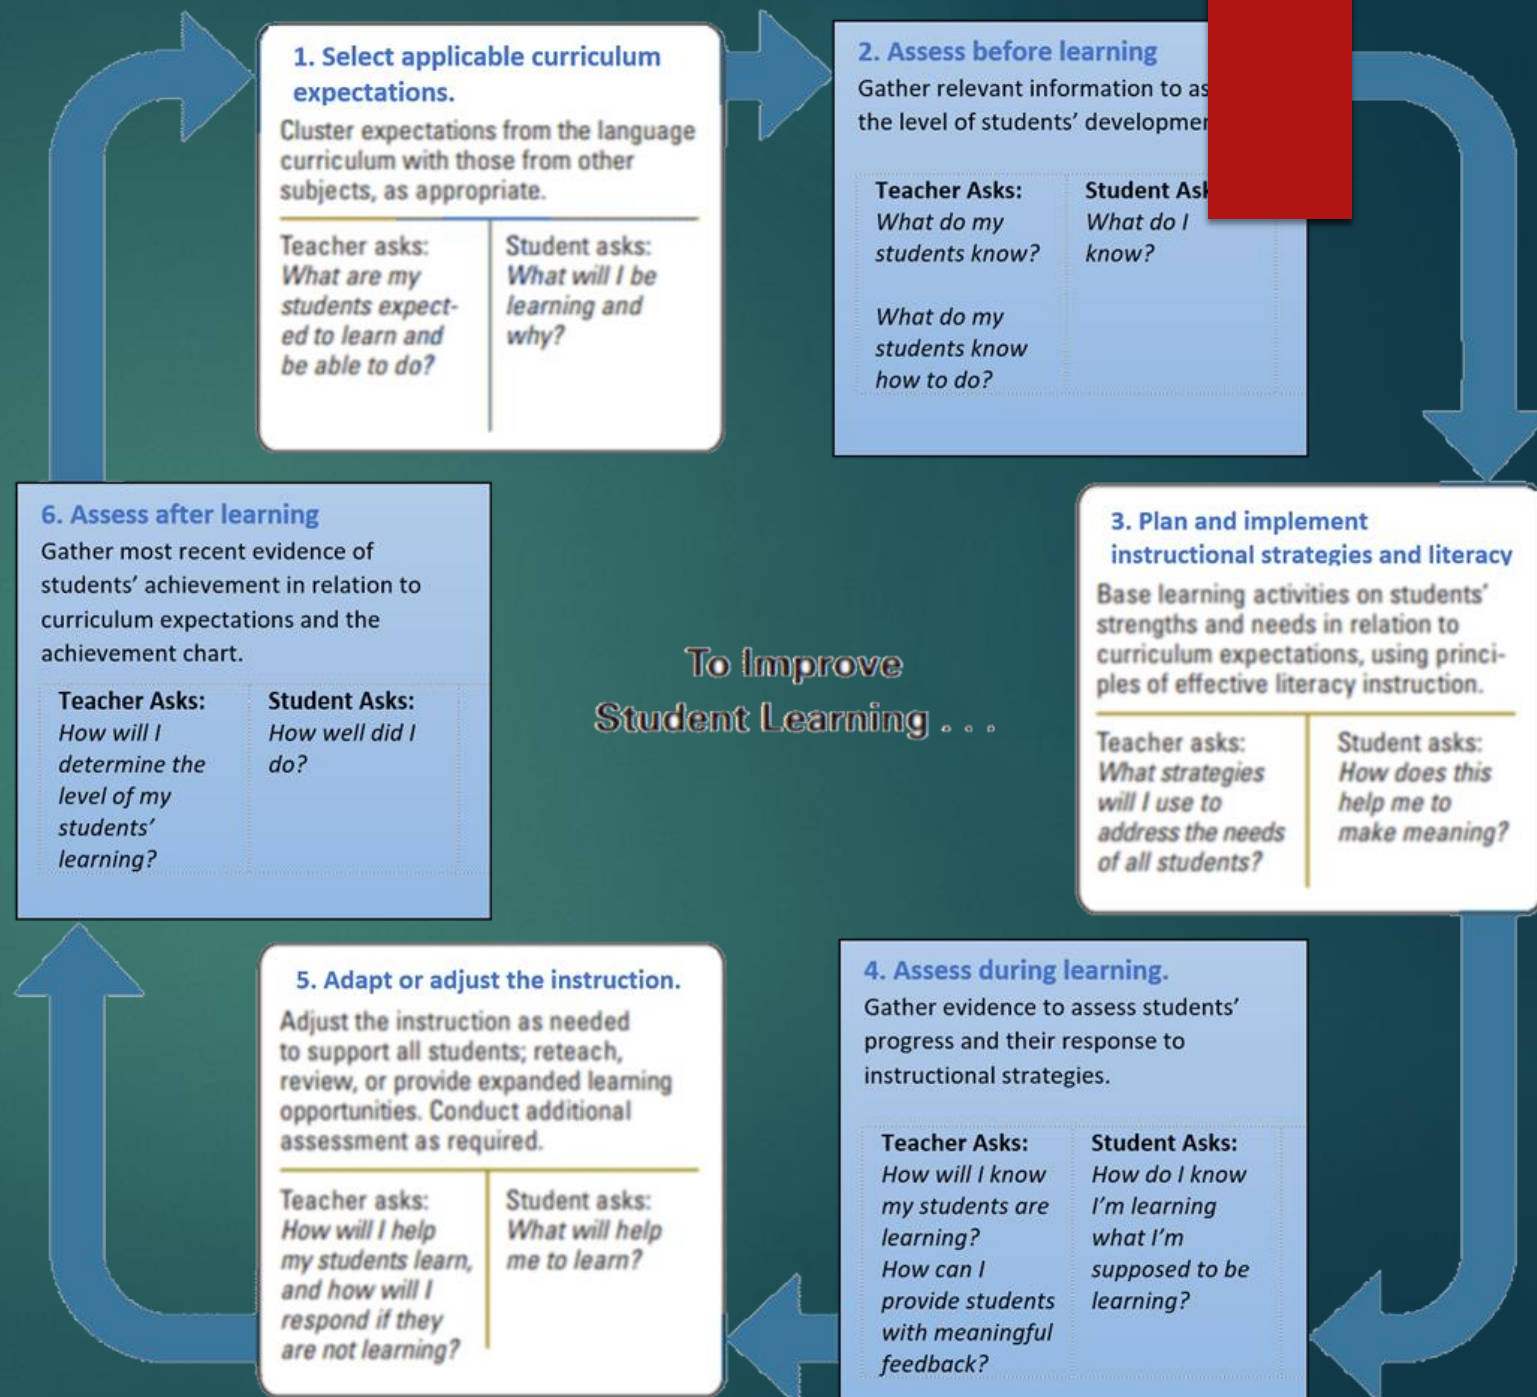 1. Select applicable curriculum
expectations.
Cluster expectations from the language
curriculum with those from other
subjects, as appropriate.
Teacher asks:
What are my
students expect-
ed to learn and
be able to do?
Student asks:
What will I be
learning and
why?
2. Assess before learning
Gather relevant information to
the level of students'
Teacher Asks:
What do my
students know?
What do my
students know
how to do?
Student
What do I
know?
3. Plan and implement
instructional strategies and literacy
Base learning activities on students'
strengths and needs in relation to
curriculum expectations, using princi-
ples of effective literacy instruction.
Teacher asks:
What strategies
will I use to
address the needs
of all students?
Student asks:
How does this
help me to
make meaning?
To Improve
Student Learning . . .
4. Assess during learning.
Gather evidence to assess students'
progress and their response to
instructional strategies.
Teacher Asks:
How will I know
my students are
learning?
How can I
provide students
with meaningful
feedback?
Student Asks:
How do I know
I'm learning
what I'm
supposed to be
learning?
5. Adapt or adjust the instruction.
Adjust the instruction as needed
to support all students; reteach,
review, or provide expanded learning
opportunities. Conduct additional
assessment as required.
Teacher asks:
How will I help
my students learn,
and how will I
respond if they
are not learning?
Student asks:
What will help
me to learn?
6. Assess after learning
Gather most recent evidence of
students' achievement in relation to
curriculum expectations and the
achievement chart.
Teacher Asks:
How will I
determine the
level of my
students'
learning?
Student Asks:
How well did I
do?